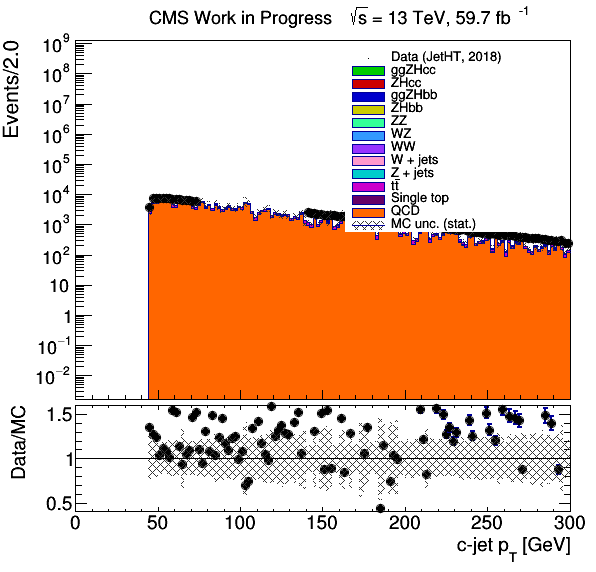 CMS Work in Progress √s = 13 TeV, 59.7 fb⁻¹
Events/2.0
10⁹
10⁸
10⁷
10⁶
10⁵
10⁴
10³
10²
10
1
10⁻¹
10⁻²
Data (JetHT, 2018)
ggZHcc
ZHcc
ggZHbb
ZHbb
ZZ
WZ
WW
W + jets
Z + jets
tt̄
Single top
QCD
MC unc. (stat.)
Data/MC
1.5
1
0.5
0 50 100 150 200 250 300
c-jet p_T [GeV]